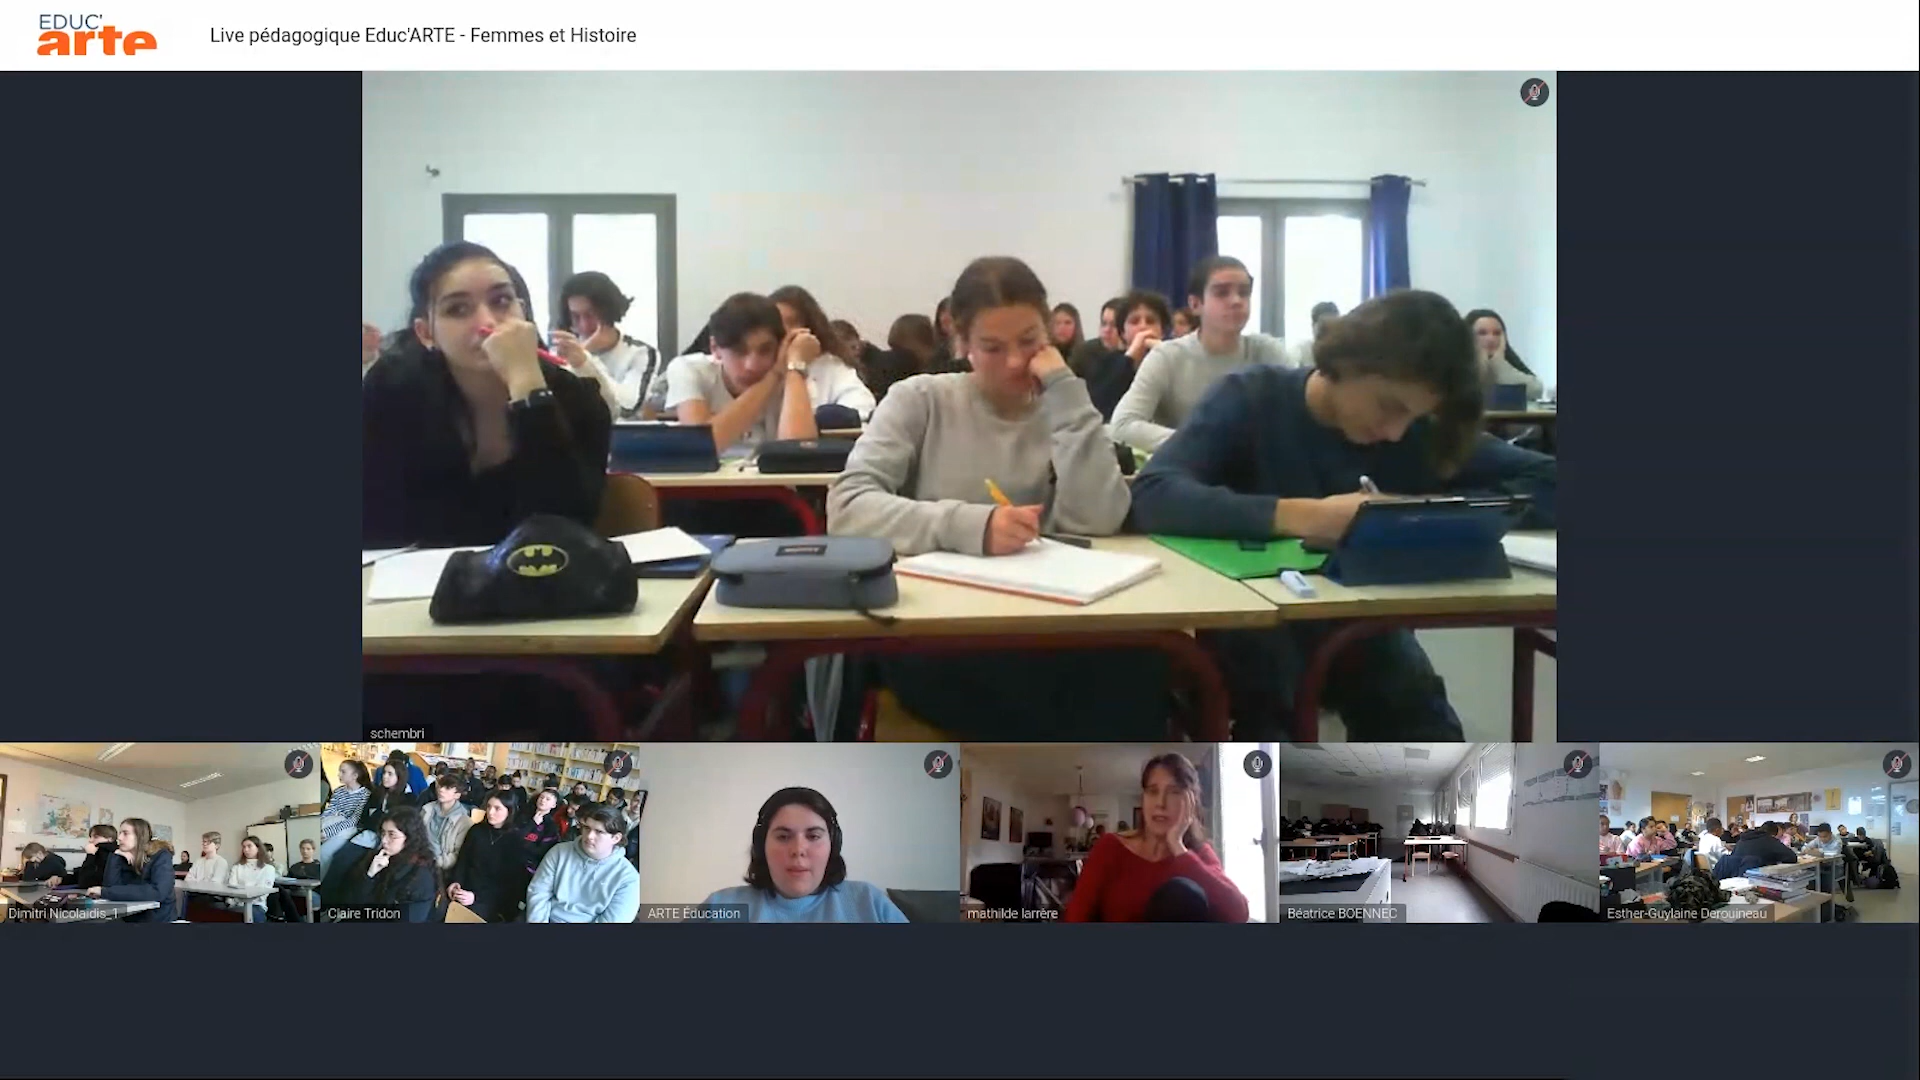 EDUC'
arte
Live pédagogique Educ'ARTE - Femmes et Histoire
schembri
Dimitri Nicolaidis_1
Claire Tridon
ARTE Éducation
mathilde larrère
Béatrice BOENNEC
Esther-Guylaine Derouineau